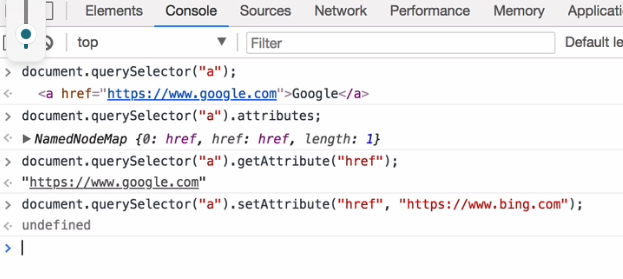 Elements Console Sources Network Performance Memory Applicati
top Filter Default le
document.querySelector("a");
<a href="https://www.google.com">Google</a>
document.querySelector("a").attributes;
NamedNodeMap {0: href, href: href, length: 1}
document.querySelector("a").getAttribute("href");
"https://www.google.com"
document.querySelector("a").setAttribute("href", "https://www.bing.com");
undefined